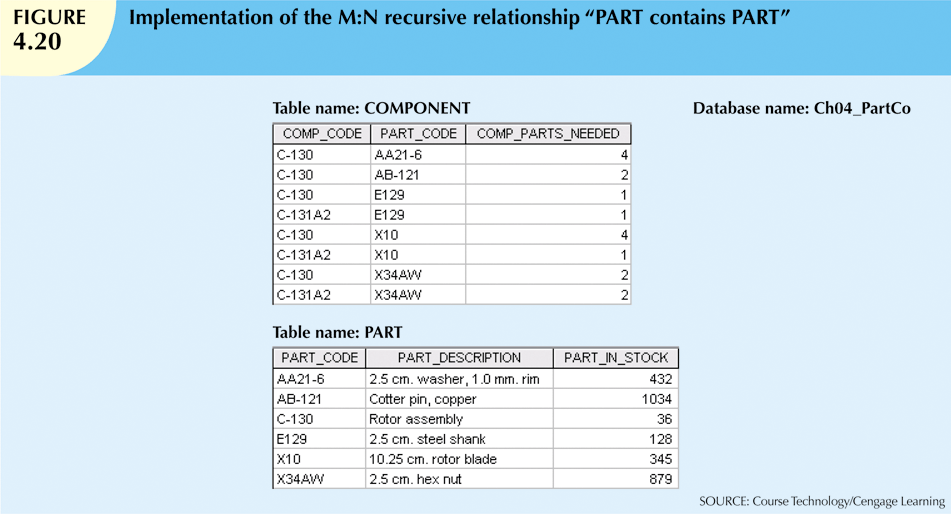 FIGURE 4.20
Implementation of the M:N recursive relationship “PART contains PART”
Table name: COMPONENT
Database name: Ch04_PartCo
COMP_CODE PART_CODE COMP_PARTS_NEEDED
C-130 AA21-6 4
C-130 AB-121 2
C-130 E129 1
C-131A2 E129 1
C-130 X10 4
C-131A2 X10 1
C-130 X34AW 2
C-131A2 X34AW 2
Table name: PART
PART_CODE PART_DESCRIPTION PART_IN_STOCK
AA21-6 2.5 cm. washer, 1.0 mm. rim 432
AB-121 Cotter pin, copper 1034
C-130 Rotor assembly 36
E129 2.5 cm. steel shank 128
X10 10.25 cm. rotor blade 345
X34AW 2.5 cm. hex nut 879
SOURCE: Course Technology/Cengage Learning